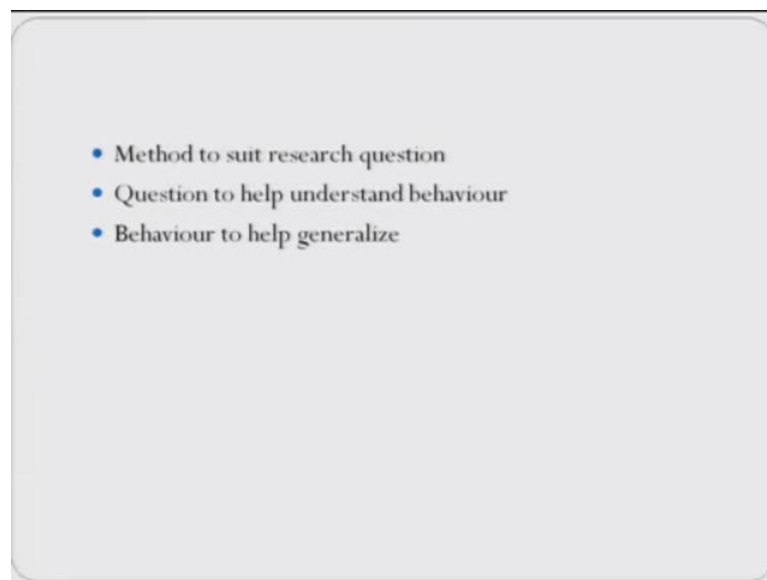 • Method to suit research question
• Question to help understand behaviour
• Behaviour to help generalize